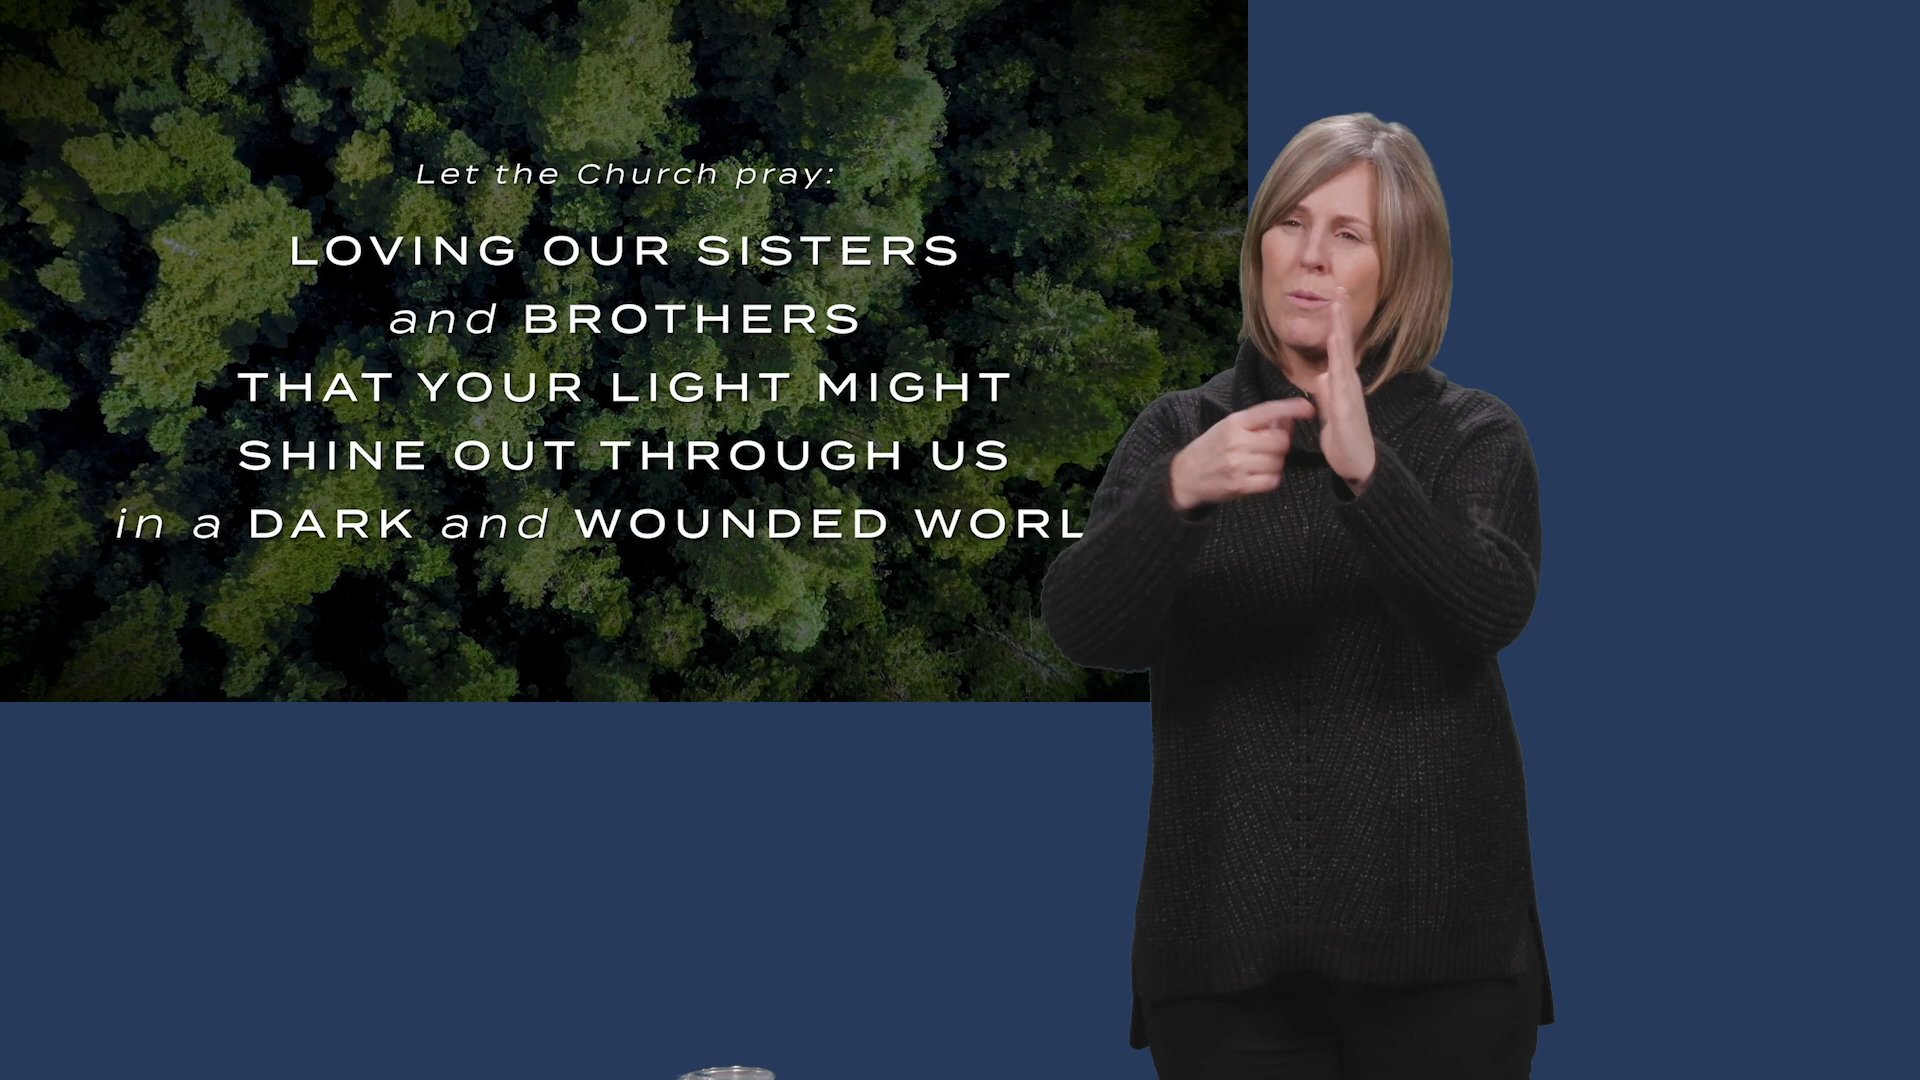 Let the Church pray:
LOVING OUR SISTERS
and BROTHERS
THAT YOUR LIGHT MIGHT
SHINE OUT THROUGH US
in a DARK and WOUNDED WORL